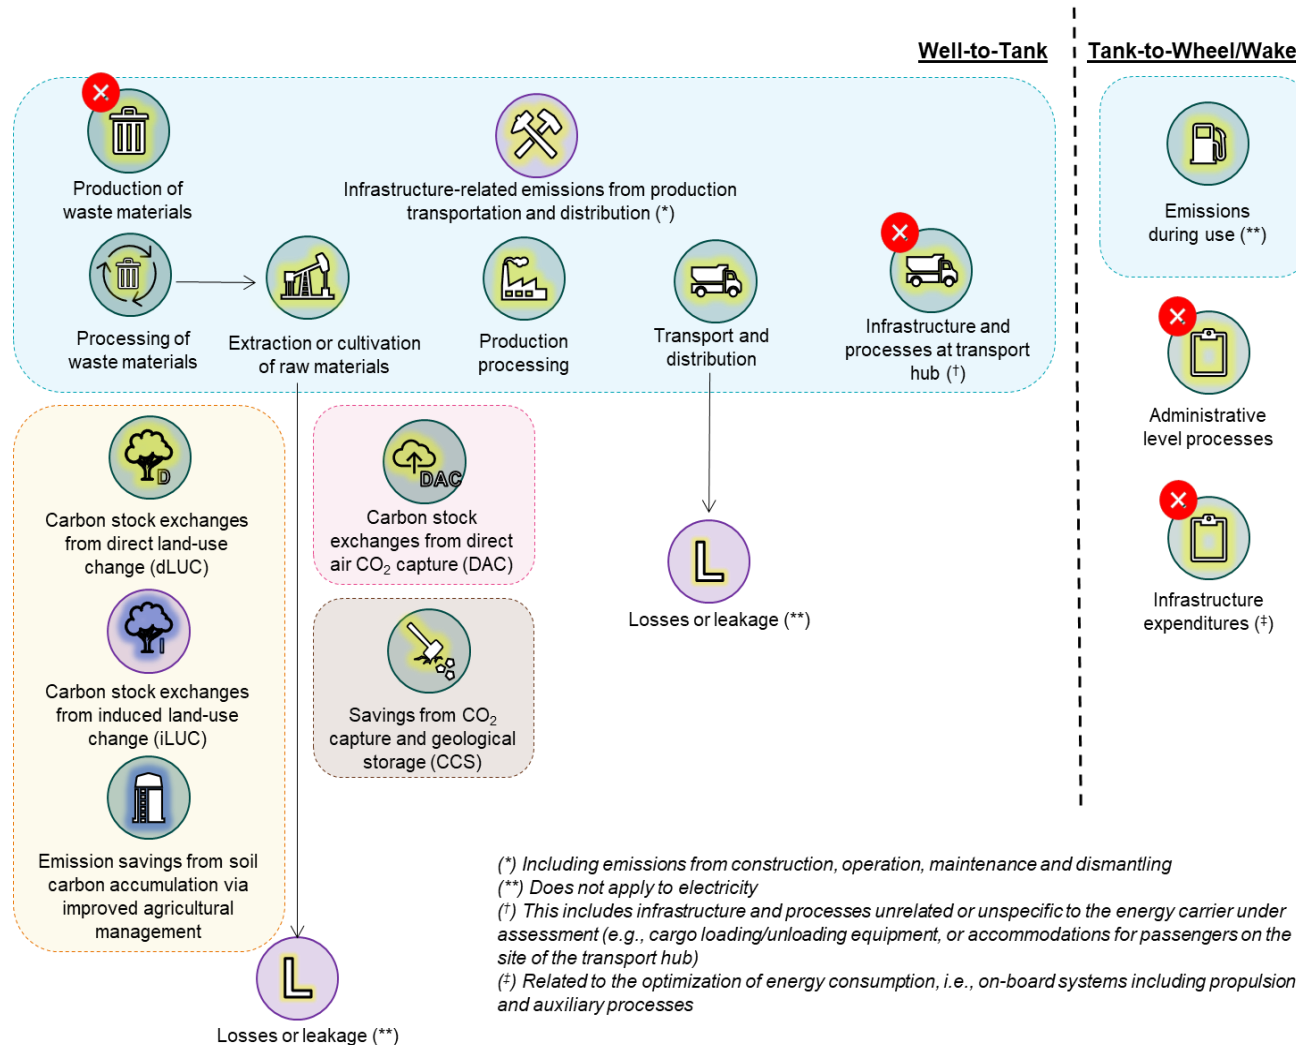 Well-to-Tank
Tank-to-Wheel/Wake
Production of
waste materials
Infrastructure-related emissions from production
transportation and distribution (*)
Processing of
waste materials
Extraction or cultivation
of raw materials
Production
processing
Transport and
distribution
Infrastructure and
processes at transport
hub (†)
Emissions
during use (**)
Administrative
level processes
Infrastructure
expenditures (‡)
D
Carbon stock exchanges
from direct land-use
change (dLUC)
I
Carbon stock exchanges
from induced land-use
change (iLUC)
Emission savings from soil
carbon accumulation via
improved agricultural
management
DAC
Carbon stock
exchanges from direct
air CO₂ capture (DAC)
Savings from CO₂
capture and geological
storage (CCS)
L
Losses or leakage (**)
L
Losses or leakage (**)
(*) Including emissions from construction, operation, maintenance and dismantling
(**) Does not apply to electricity
(†) This includes infrastructure and processes unrelated or unspecific to the energy carrier under
assessment (e.g., cargo loading/unloading equipment, or accommodations for passengers on the
site of the transport hub)
(‡) Related to the optimization of energy consumption, i.e., on-board systems including propulsion
and auxiliary processes